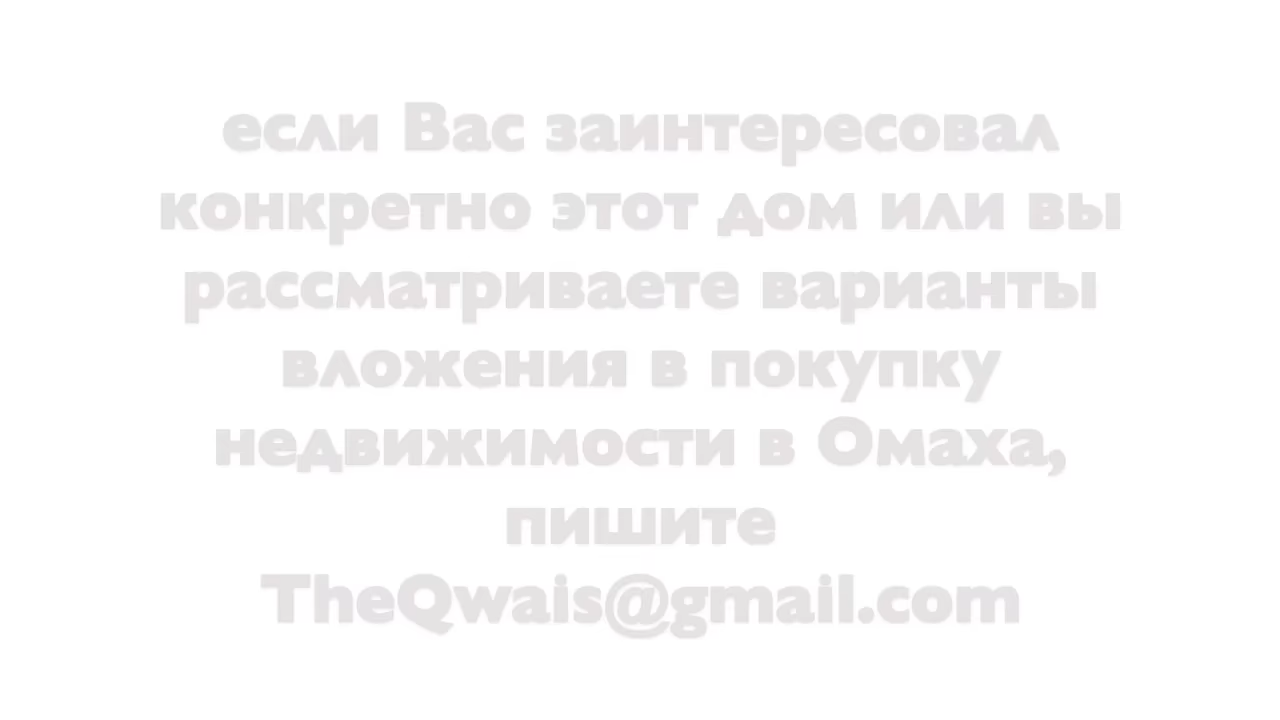 если Вас заинтересовал
конкретно этот дом или вы
рассматриваете варианты
вложения в покупку
недвижимости в Омаха,
пишите
TheQwais@gmail.com